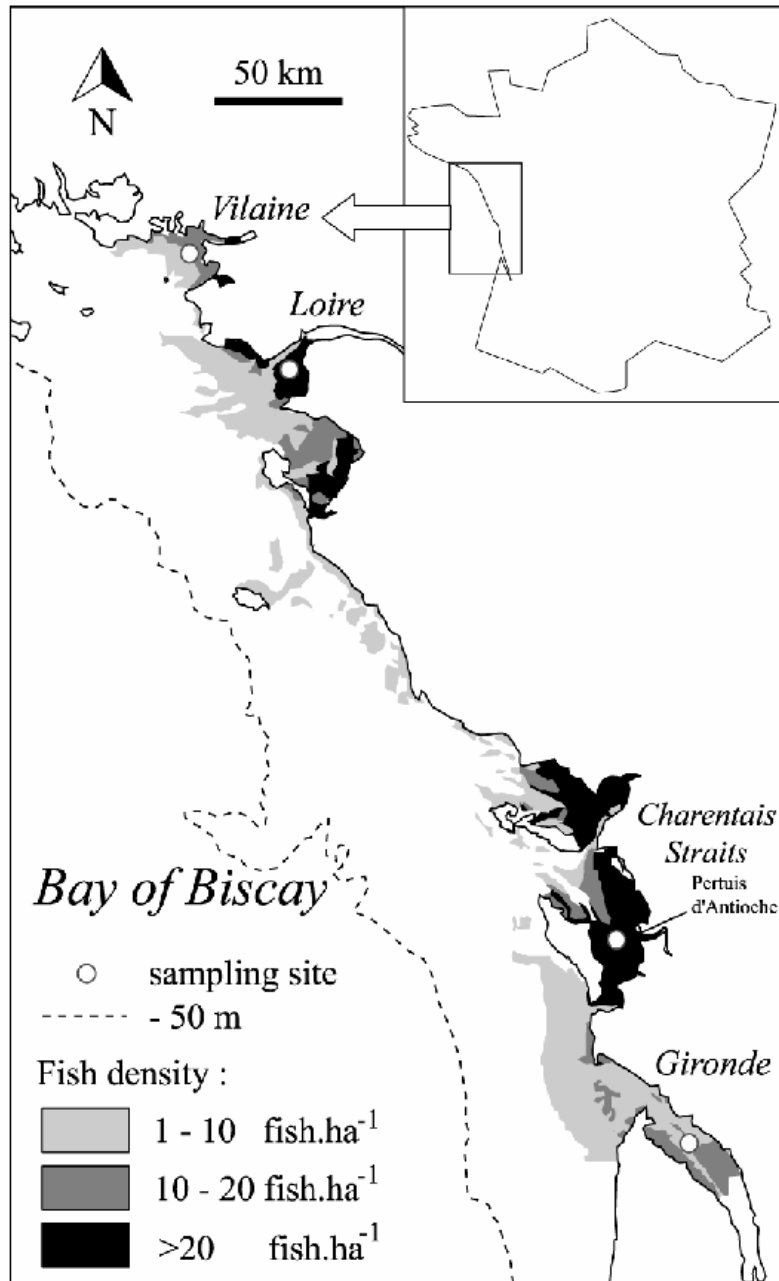 50 km
N
Vilaine
Loire
Charentais
Straits
Pertuis
d'Antioche
Bay of Biscay
sampling site
- 50 m
Gironde
Fish density :
1 - 10 fish.ha⁻¹
10 - 20 fish.ha⁻¹
>20 fish.ha⁻¹